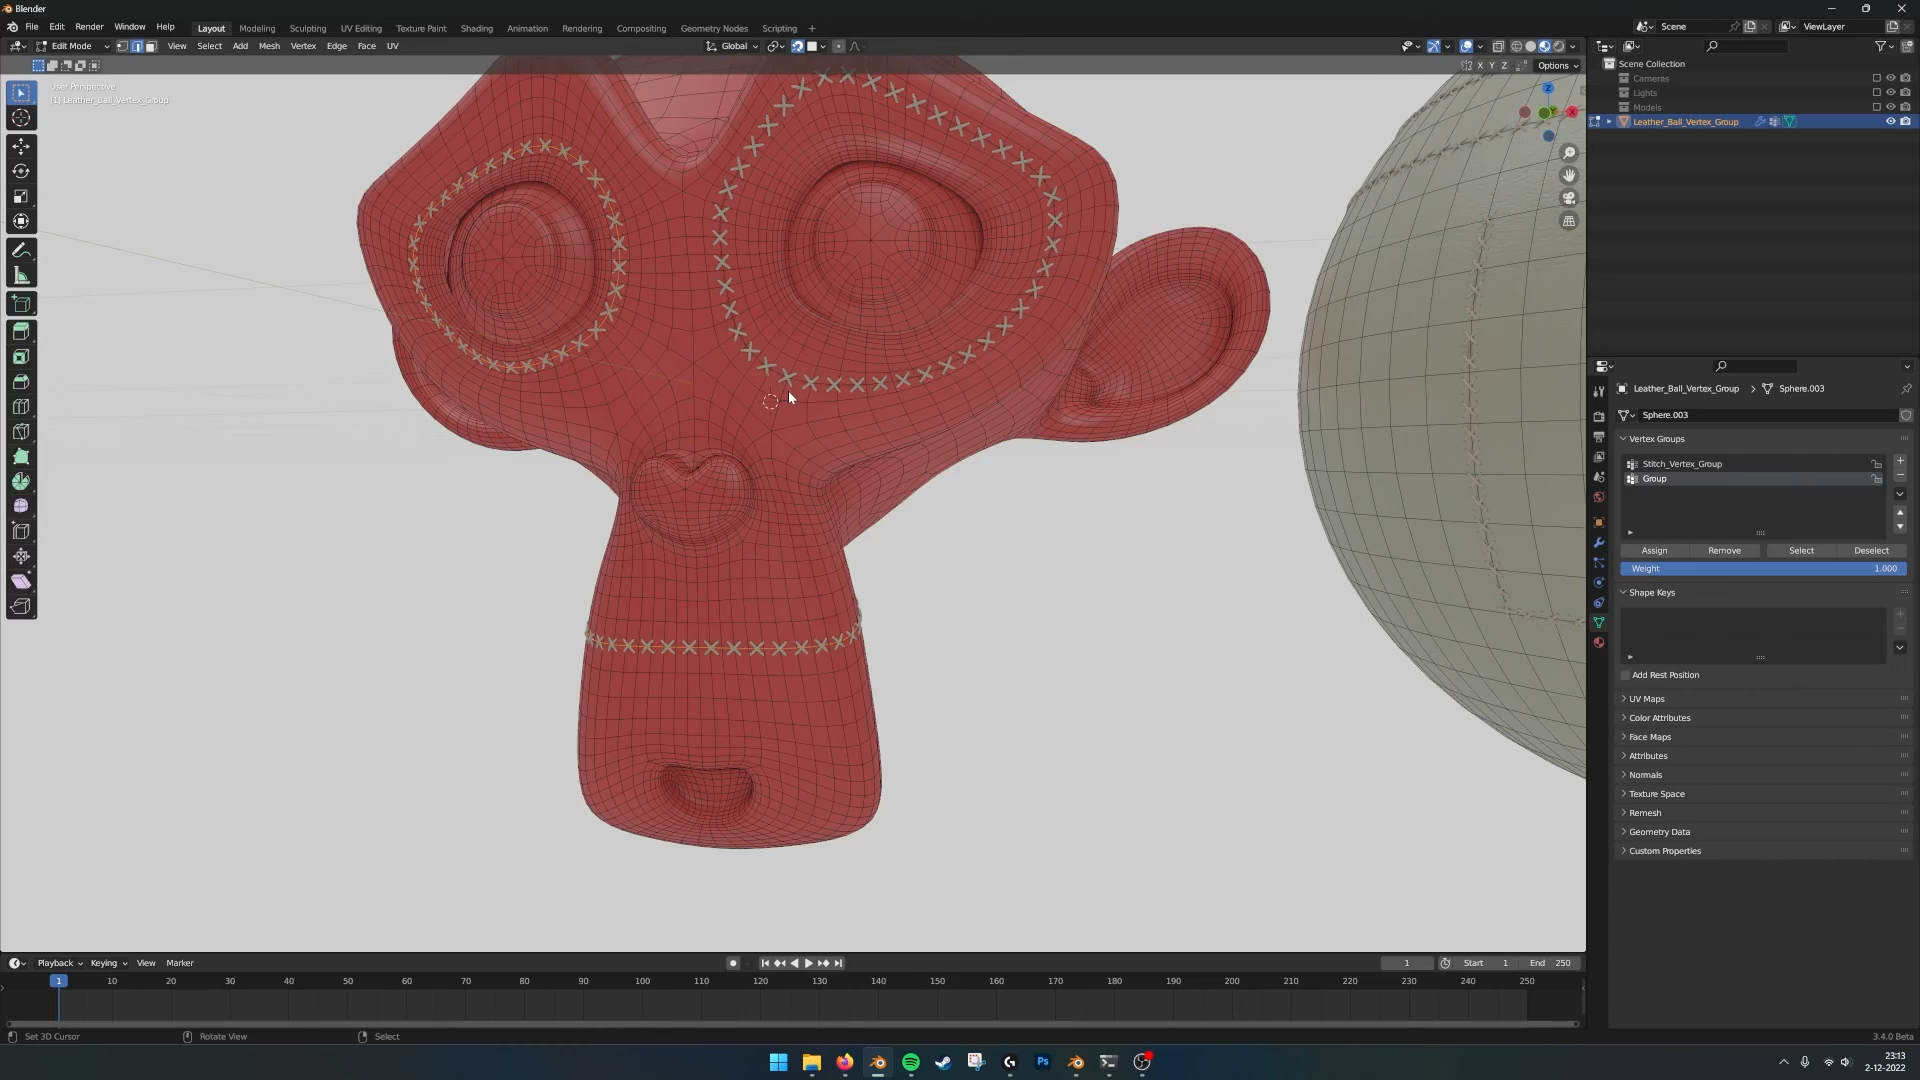 Blender
File Edit Render Window Help Layout Modeling Sculpting UV Editing Texture Paint Shading Animation Rendering Compositing Geometry Nodes Scripting + Scene ViewLayer
Edit Mode View Select Add Mesh Vertex Edge Face UV Global
X Y Z Options
User Perspective
(1) Leather_Ball_Vertex_Group
Z
Y
X
Scene Collection
Cameras
Lights
Models
Leather_Ball_Vertex_Group
Leather_Ball_Vertex_Group > Sphere.003
Sphere.003
Vertex Groups
Stitch_Vertex_Group
Group
Assign Remove Select Deselect
Weight 1.000
Shape Keys
Add Rest Position
UV Maps
Color Attributes
Face Maps
Attributes
Normals
Texture Space
Remesh
Geometry Data
Custom Properties
Playback Keying View Marker 1 Start 1 End 250
1 10 20 30 40 50 60 70 80 90 100 110 120 130 140 150 160 170 180 190 200 210 220 230 240 250
Set 3D Cursor Rotate View Select 3.4.0 Beta
Ps
23:13
2-12-2022